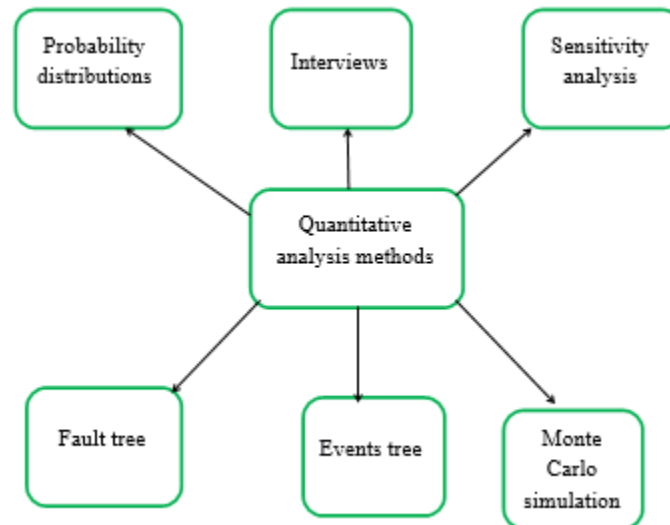 Probability
distributions
Interviews
Sensitivity
analysis
Quantitative
analysis methods
Fault tree
Events tree
Monte
Carlo
simulation